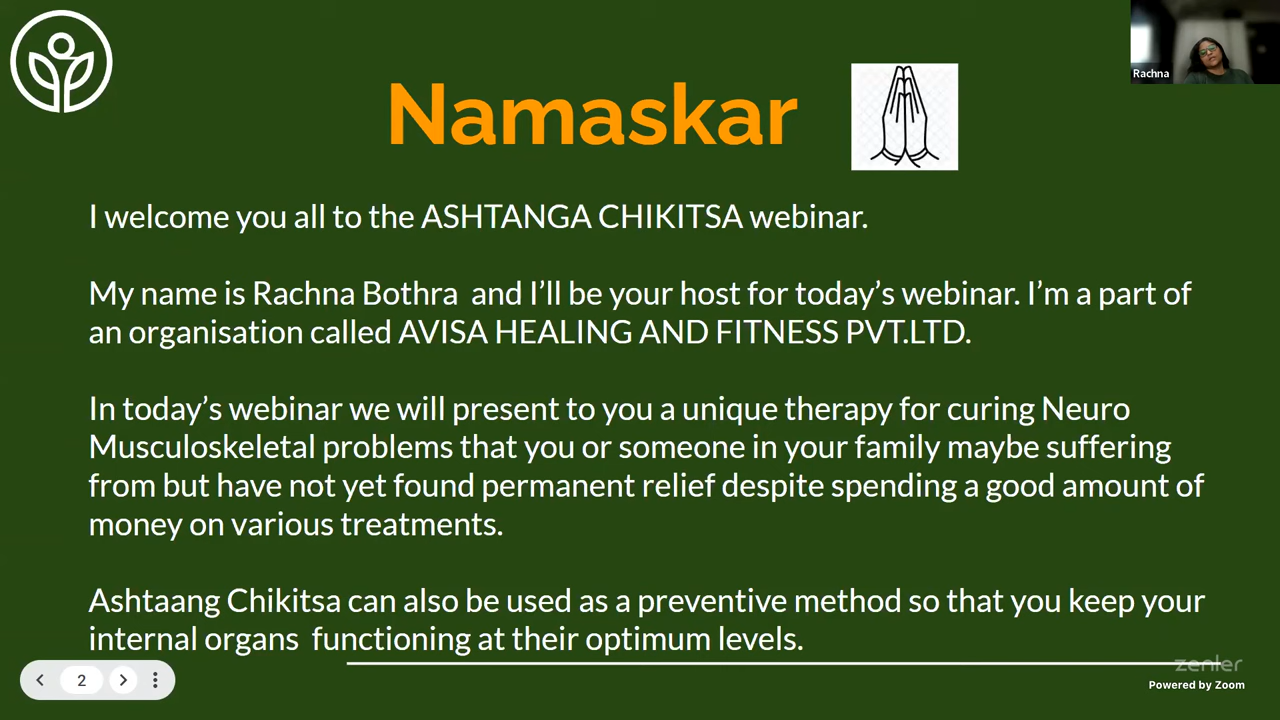 Rachna
Namaskar
I welcome you all to the ASHTANGA CHIKITSA webinar.
My name is Rachna Bothra  and I’ll be your host for today’s webinar. I’m a part of
an organisation called AVISA HEALING AND FITNESS PVT.LTD.
In today’s webinar we will present to you a unique therapy for curing Neuro
Musculoskeletal problems that you or someone in your family maybe suffering
from but have not yet found permanent relief despite spending a good amount of
money on various treatments.
Ashtaang Chikitsa can also be used as a preventive method so that you keep your
internal organs  functioning at their optimum levels.
2
zenler
Powered by Zoom